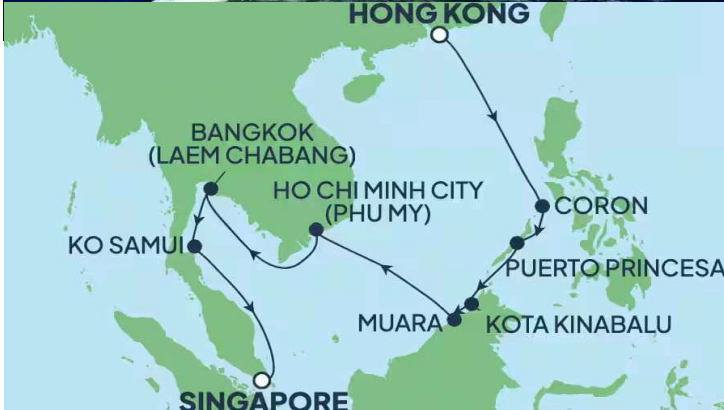 HONG KONG
BANGKOK
(LAEM CHABANG)
HO CHI MINH CITY
(PHU MY)
CORON
KO SAMUI
PUERTO PRINCESA
MUARA
KOTA KINABALU
SINGAPORE